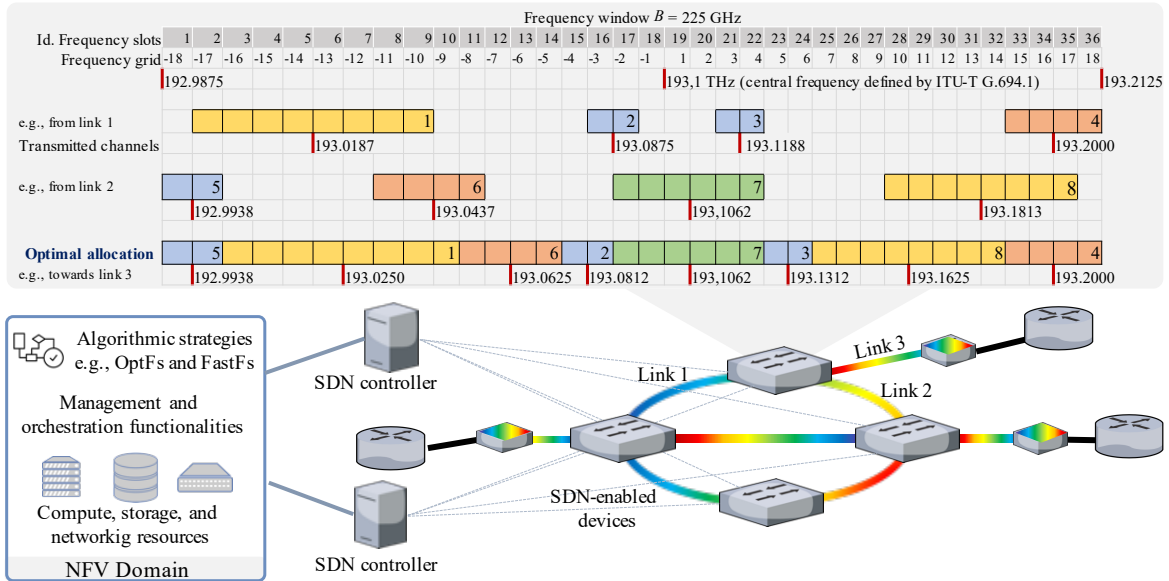 Frequency window B = 225 GHz
Id. Frequency slots 1 2 3 4 5 6 7 8 9 10 11 12 13 14 15 16 17 18 19 20 21 22 23 24 25 26 27 28 29 30 31 32 33 34 35 36
Frequency grid -18 -17 -16 -15 -14 -13 -12 -11 -10 -9 -8 -7 -6 -5 -4 -3 -2 -1 1 2 3 4 5 6 7 8 9 10 11 12 13 14 15 16 17 18
192.9875 193,1 THz (central frequency defined by ITU-T G.694.1) 193.2125
e.g., from link 1 1 2 3 4
Transmitted channels 193.0187 193.0875 193.1188 193.2000
e.g., from link 2 5 6 7 8
192.9938 193.0437 193,1062 193.1813
Optimal allocation 5 1 6 2 7 3 8 4
e.g., towards link 3 192.9938 193.0250 193.0625 193.0812 193,1062 193.1312 193.1625 193.2000
Algorithmic strategies
e.g., OptFs and FastFs
Management and
orchestration functionalities
Compute, storage, and
networkig resources
NFV Domain
SDN controller
SDN controller
Link 1
Link 3
Link 2
SDN-enabled
devices